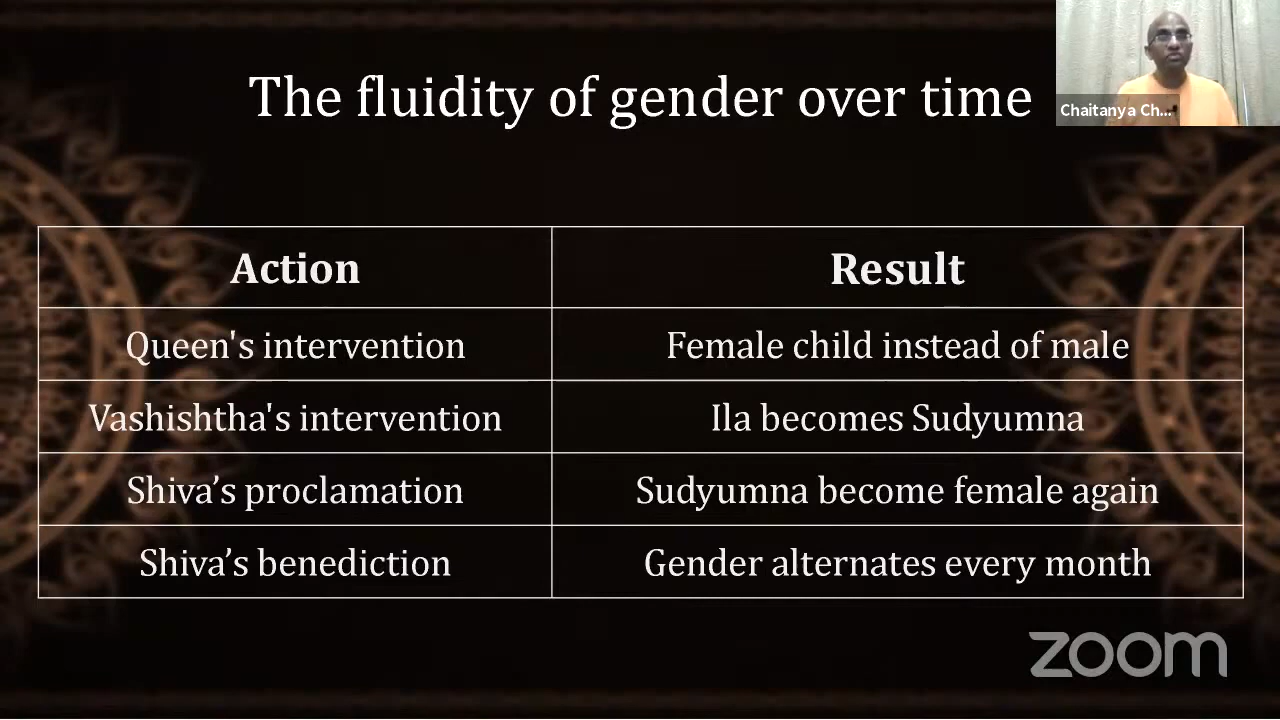 The fluidity of gender over time
Chaitanya Ch...
Action Result
Queen's intervention Female child instead of male
Vashishtha's intervention Ila becomes Sudyumna
Shiva’s proclamation Sudyumna become female again
Shiva’s benediction Gender alternates every month
zoom